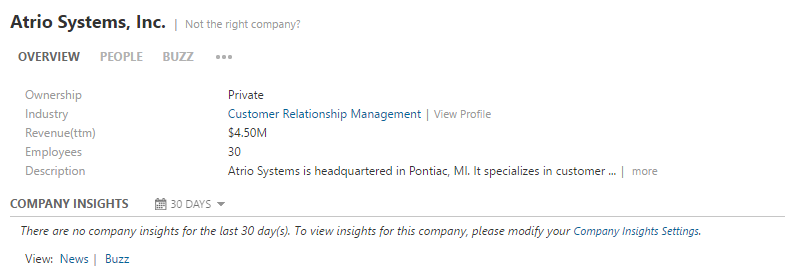 Atrio Systems, Inc. | Not the right company?
OVERVIEW PEOPLE BUZZ •••
Ownership Private
Industry Customer Relationship Management | View Profile
Revenue(ttm) $4.50M
Employees 30
Description Atrio Systems is headquartered in Pontiac, MI. It specializes in customer ... | more
COMPANY INSIGHTS 30 DAYS
There are no company insights for the last 30 day(s). To view insights for this company, please modify your Company Insights Settings.
View: News | Buzz